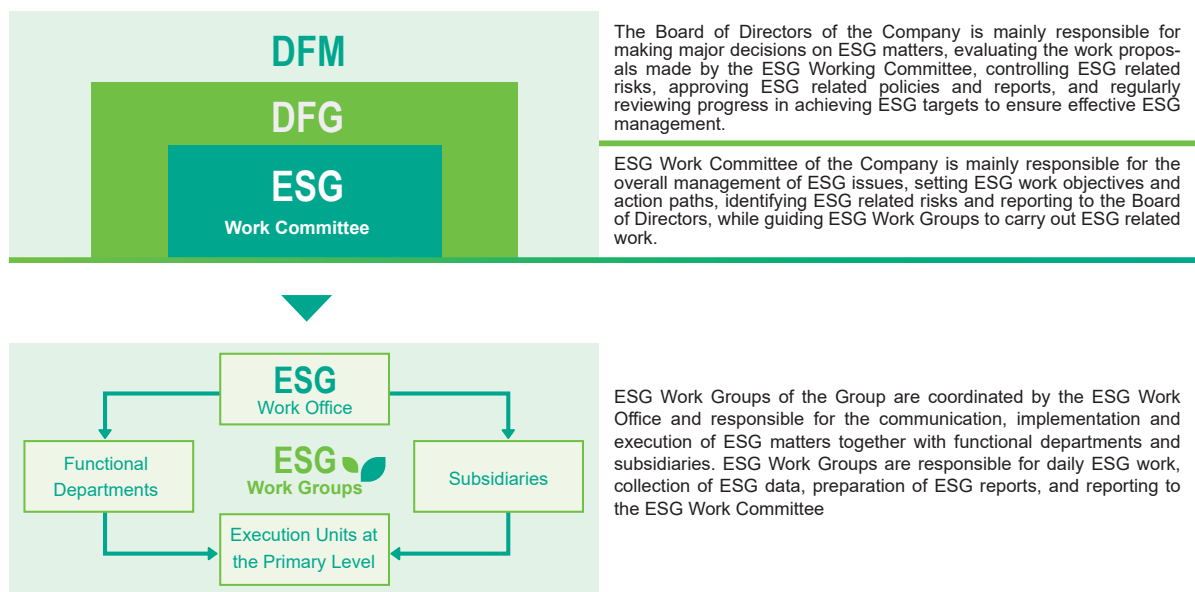 DFM
DFG
ESG
Work Committee
The Board of Directors of the Company is mainly responsible for
making major decisions on ESG matters, evaluating the work propos-
als made by the ESG Working Committee, controlling ESG related
risks, approving ESG related policies and reports, and regularly
reviewing progress in achieving ESG targets to ensure effective ESG
management.
ESG Work Committee of the Company is mainly responsible for the
overall management of ESG issues, setting ESG work objectives and
action paths, identifying ESG related risks and reporting to the Board
of Directors, while guiding ESG Work Groups to carry out ESG related
work.
ESG
Work Office
Functional
Departments
ESG
Work Groups
Subsidiaries
Execution Units at
the Primary Level
ESG Work Groups of the Group are coordinated by the ESG Work
Office and responsible for the communication, implementation and
execution of ESG matters together with functional departments and
subsidiaries. ESG Work Groups are responsible for daily ESG work,
collection of ESG data, preparation of ESG reports, and reporting to
the ESG Work Committee